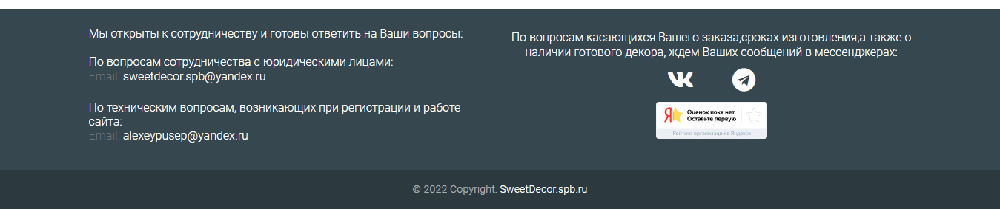 Мы открыты к сотрудничеству и готовы ответить на Ваши вопросы:
По вопросам сотрудничества с юридическими лицами:
Email: sweetdecor.spb@yandex.ru
По техническим вопросам, возникающих при регистрации и работе
сайта:
Email: alexeypusep@yandex.ru
По вопросам касающихся Вашего заказа,сроках изготовления,а также о
наличии готового декора, ждем Ваших сообщений в мессенджерах:
Я
Оценок пока нет.
Оставьте первую
Рейтинг организации в Яндексе
© 2022 Copyright: SweetDecor.spb.ru